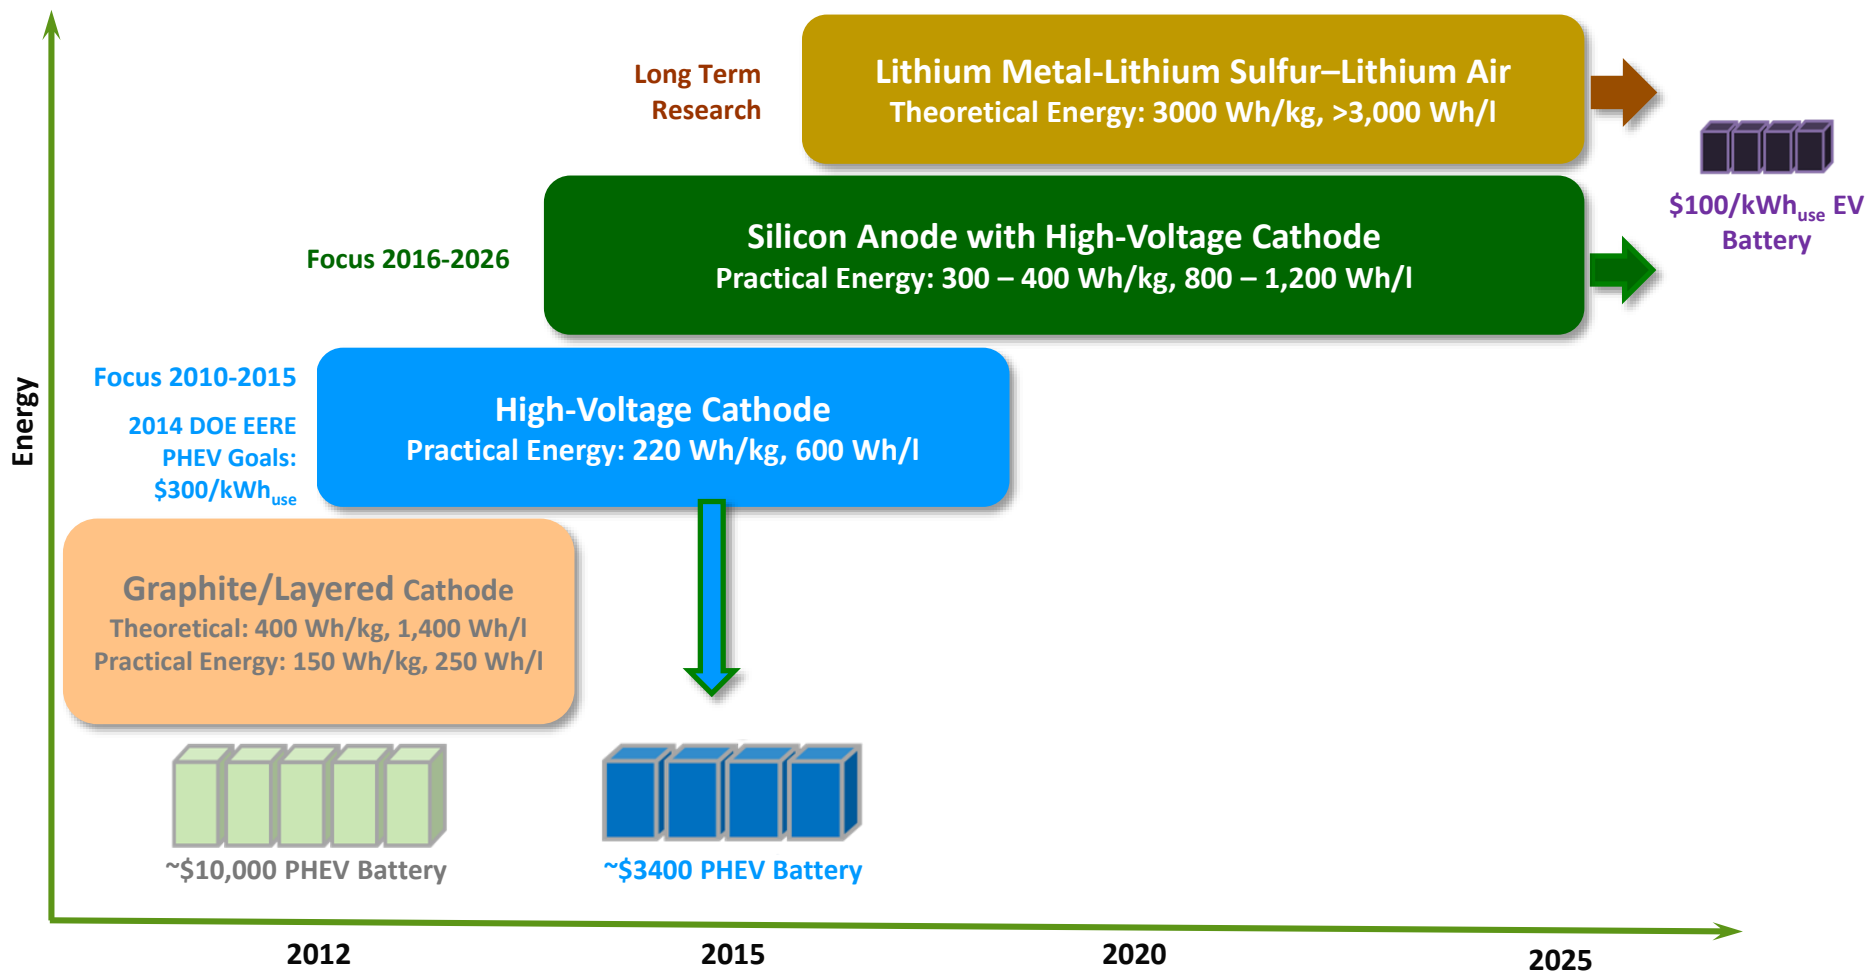 Long Term
Research
Lithium Metal-Lithium Sulfur–Lithium Air
Theoretical Energy: 3000 Wh/kg, >3,000 Wh/l
$100/kWhuse EV
Battery
Focus 2016-2026
Silicon Anode with High-Voltage Cathode
Practical Energy: 300 – 400 Wh/kg, 800 – 1,200 Wh/l
Energy
Focus 2010-2015
2014 DOE EERE
PHEV Goals:
$300/kWhuse
High-Voltage Cathode
Practical Energy: 220 Wh/kg, 600 Wh/l
Graphite/Layered Cathode
Theoretical: 400 Wh/kg, 1,400 Wh/l
Practical Energy: 150 Wh/kg, 250 Wh/l
~$10,000 PHEV Battery
~$3400 PHEV Battery
2012
2015
2020
2025